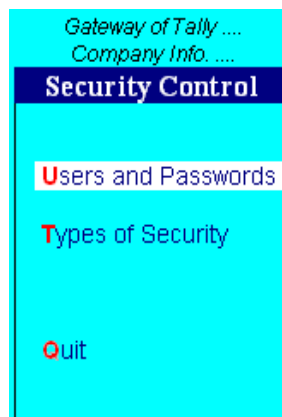 Gateway of Tally ....
Company Info. ....
Security Control
Users and Passwords
Types of Security
Quit